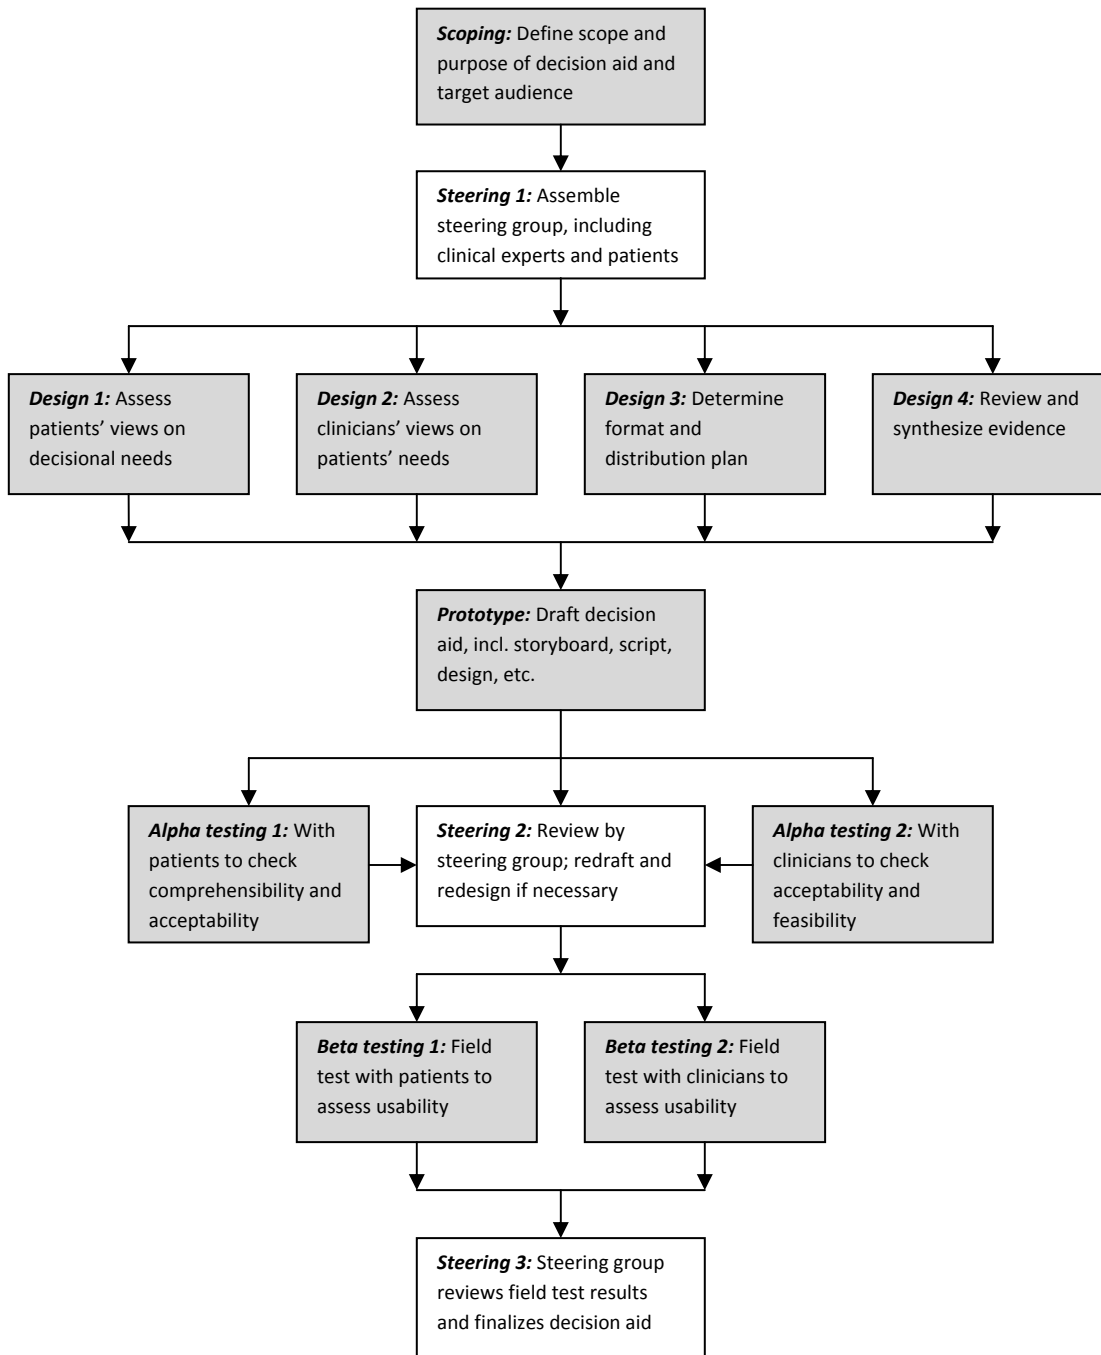 Scoping: Define scope and
purpose of decision aid and
target audience
Steering 1: Assemble
steering group, including
clinical experts and patients
Design 1: Assess
patients’ views on
decisional needs
Design 2: Assess
clinicians’ views on
patients’ needs
Design 3: Determine
format and
distribution plan
Design 4: Review and
synthesize evidence
Prototype: Draft decision
aid, incl. storyboard, script,
design, etc.
Alpha testing 1: With
patients to check
comprehensibility and
acceptability
Steering 2: Review by
steering group; redraft and
redesign if necessary
Alpha testing 2: With
clinicians to check
acceptability and
feasibility
Beta testing 1: Field
test with patients to
assess usability
Beta testing 2: Field
test with clinicians to
assess usability
Steering 3: Steering group
reviews field test results
and finalizes decision aid